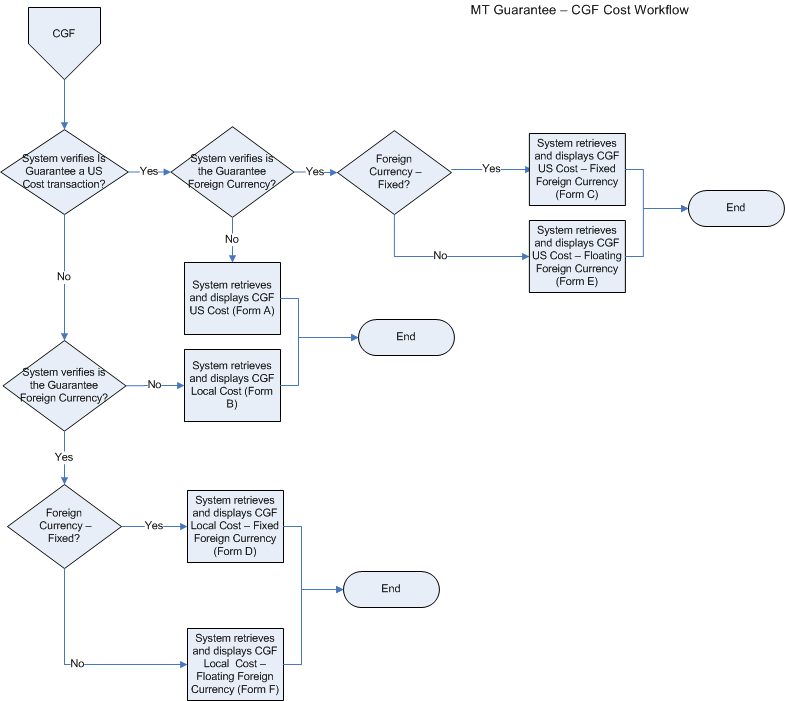 MT Guarantee – CGF Cost Workflow
CGF
System verifies Is
Guarantee a US
Cost transaction?
Yes
System verifies is
the Guarantee
Foreign Currency?
Yes
Foreign
Currency –
Fixed?
Yes
System retrieves
and displays CGF
US Cost – Fixed
Foreign Currency
(Form C)
End
No
System retrieves
and displays CGF
US Cost – Floating
Foreign Currency
(Form E)
No
System retrieves
and displays CGF
US Cost (Form A)
End
No
System verifies is
the Guarantee
Foreign Currency?
No
System retrieves
and displays CGF
Local Cost (Form
B)
Yes
Foreign
Currency –
Fixed?
Yes
System retrieves
and displays CGF
Local Cost – Fixed
Foreign Currency
(Form D)
End
No
System retrieves
and displays CGF
Local  Cost –
Floating Foreign
Currency (Form F)